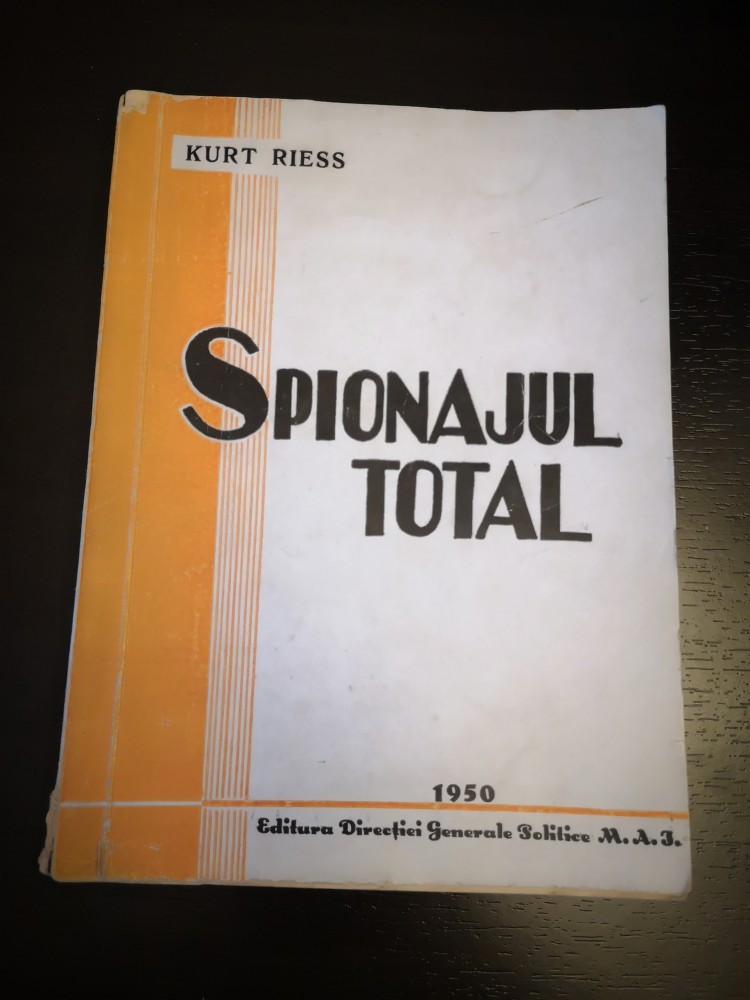 KURT RIESS
SPIONAJUL
TOTAL
1950
Editura Direcției Generale Politice M. A. I.